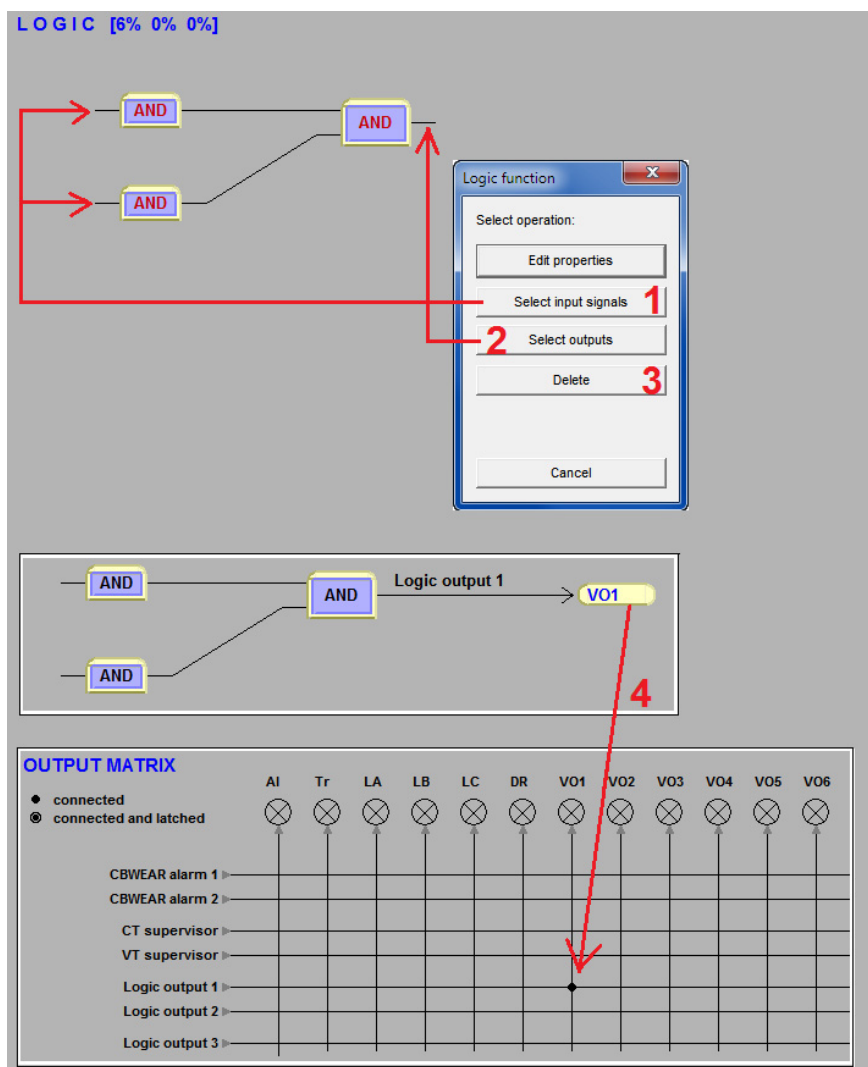 LOGIC [6% 0% 0%]
AND
AND
AND
Logic function
x
Select operation:
Edit properties
Select input signals 1
2 Select outputs
Delete 3
Cancel
AND
AND
Logic output 1
VO1
AND
4
OUTPUT MATRIX
AI Tr LA LB LC DR VO1 VO2 VO3 VO4 VO5 VO6
connected
connected and latched
CBWEAR alarm 1
CBWEAR alarm 2
CT supervisor
VT supervisor
Logic output 1
Logic output 2
Logic output 3